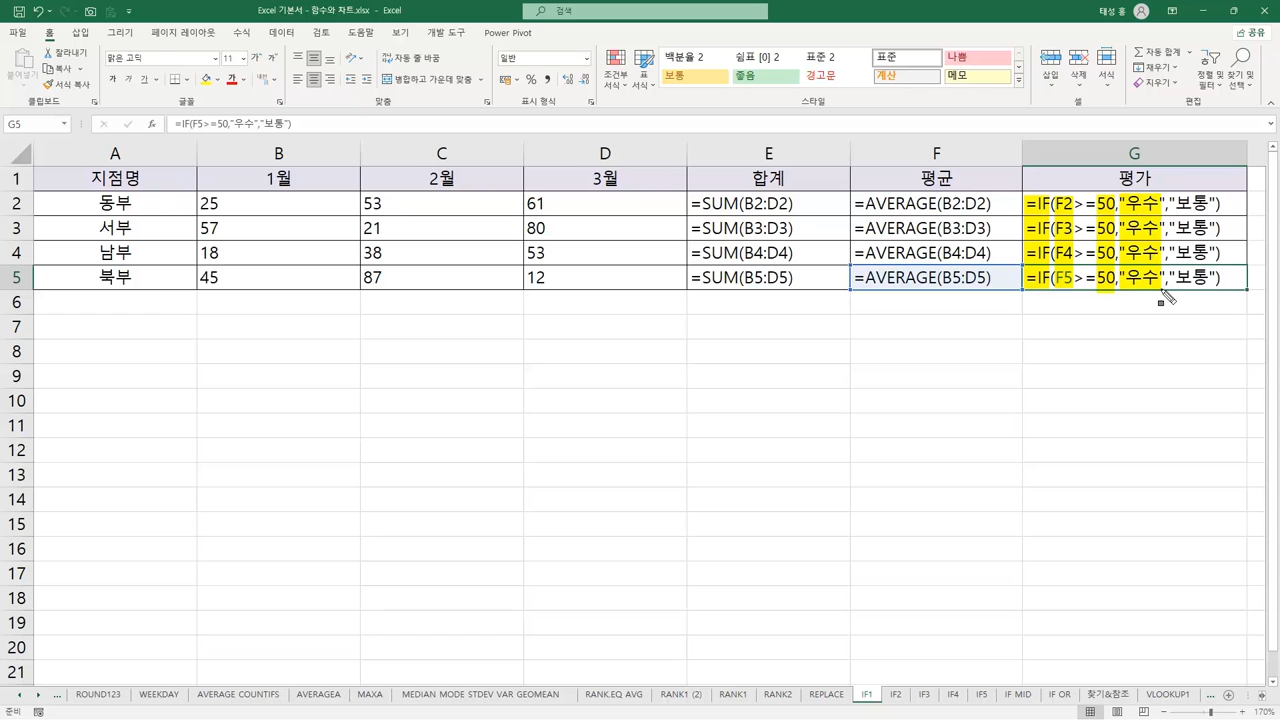 Excel 기본서 - 함수와 차트.xlsx - Excel
검색
태성 홍
파일 홈 삽입 그리기 페이지 레이아웃 수식 데이터 검토 도움말 보기 개발 도구 Power Pivot
공유
붙여넣기
잘라내기
복사
서식 복사
클립보드
맑은 고딕 11
가 가 가
가
글꼴
자동 줄 바꿈
병합하고 가운데 맞춤
맞춤
일반
표시 형식
조건부 서식
표 서식
백분율 2 쉼표 [0] 2 표준 2 표준 나쁨
보통 좋음 경고문 계산 메모
스타일
삽입 삭제 서식
셀
자동 합계
채우기
지우기
정렬 및 필터
찾기 및 선택
편집
G5 fx =IF(F5>=50,"우수","보통")
A B C D E F G
1 지점명 1월 2월 3월 합계 평균 평가
2 동부 25 53 61 =SUM(B2:D2) =AVERAGE(B2:D2) =IF(F2>=50,"우수","보통")
3 서부 57 21 80 =SUM(B3:D3) =AVERAGE(B3:D3) =IF(F3>=50,"우수","보통")
4 남부 18 38 53 =SUM(B4:D4) =AVERAGE(B4:D4) =IF(F4>=50,"우수","보통")
5 북부 45 87 12 =SUM(B5:D5) =AVERAGE(B5:D5) =IF(F5>=50,"우수","보통")
6
7
8
9
10
11
12
13
14
15
16
17
18
19
20
21
... ROUND123 WEEKDAY AVERAGE COUNTIFS AVERAGEA MAXA MEDIAN MODE STDEV VAR GEOMEAN RANK.EQ AVG RANK1 (2) RANK1 RANK2 REPLACE IF1 IF2 IF3 IF4 IF5 IF MID IF OR 찾기&참조 VLOOKUP1 ...
준비
170%